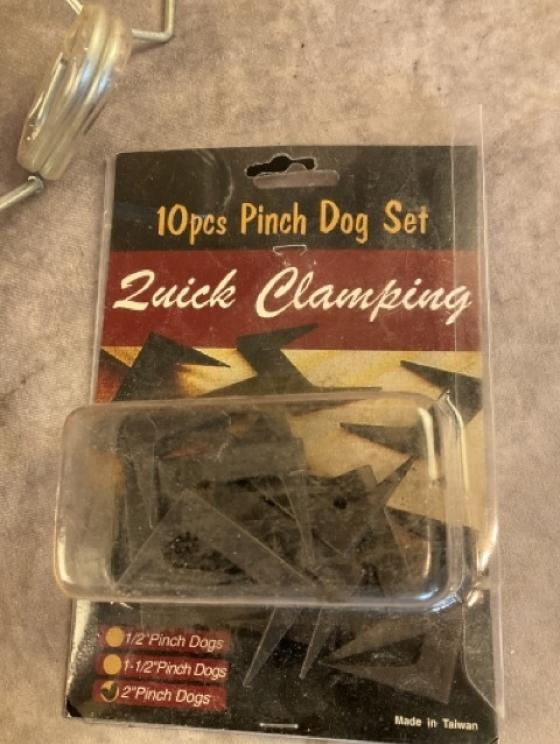 10pcs Pinch Dog Set
Quick Clamping
1/2"Pinch Dogs
1-1/2"Pinch Dogs
2"Pinch Dogs
Made in Taiwan